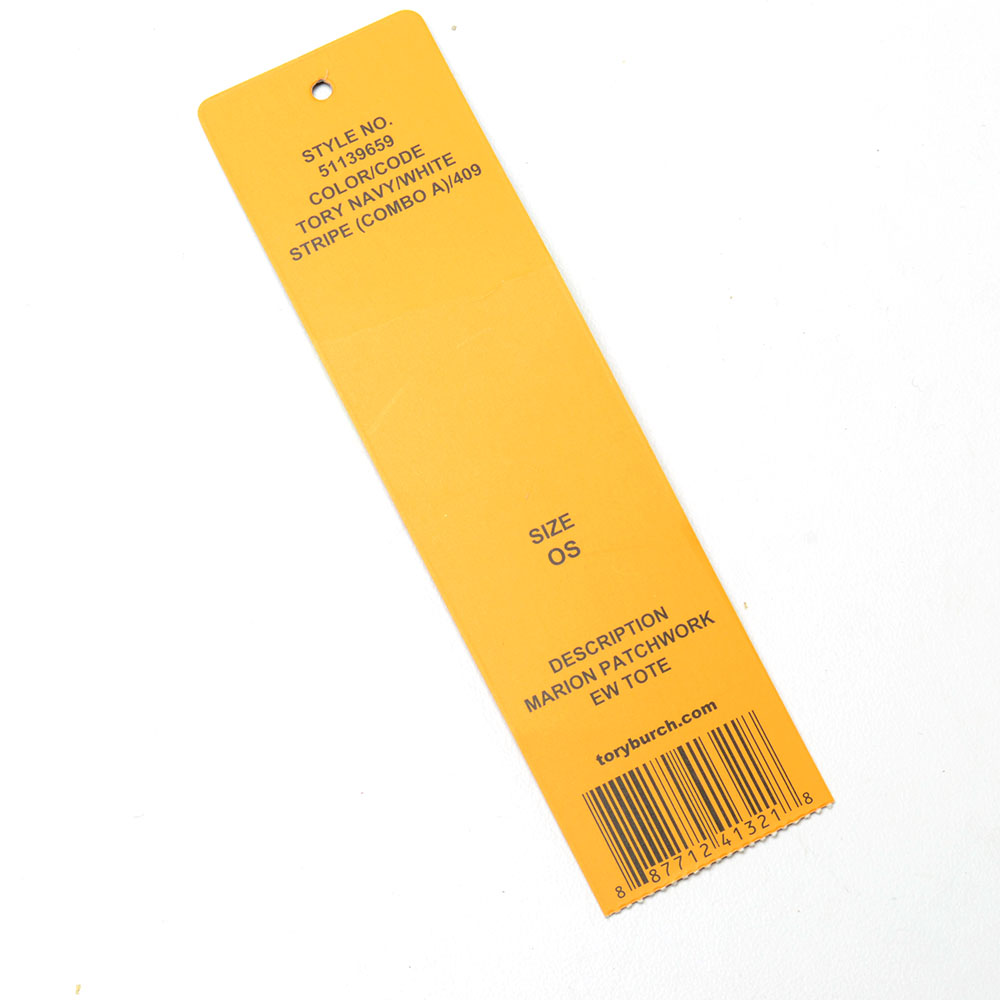 STYLE NO.
51139659
COLOR/CODE
TORY NAVY/WHITE
STRIPE (COMBO A)/409
SIZE
OS
DESCRIPTION
MARION PATCHWORK
EW TOTE
toryburch.com
8 87712 41321 8